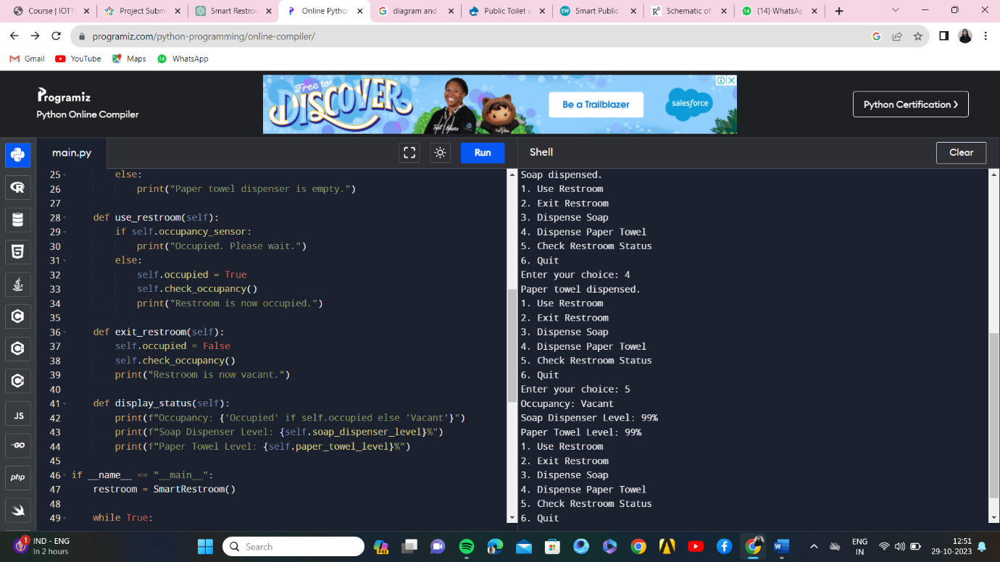 Course | IOT1
Project Subm
Smart Restroo
Online Pytho
diagram and
Public Toilet a
Smart Public
Schematic of
(14) WhatsAp
programiz.com/python-programming/online-compiler/
Gmail
YouTube
Maps
WhatsApp
Programiz
Python Online Compiler
Free to
DISCOVER
Be a Trailblazer
salesforce
Python Certification
main.py
Run
Shell
Clear
25 else:
26 print("Paper towel dispenser is empty.")
27
28 def use_restroom(self):
29 if self.occupancy_sensor:
30 print("Occupied. Please wait.")
31 else:
32 self.occupied = True
33 self.check_occupancy()
34 print("Restroom is now occupied.")
35
36 def exit_restroom(self):
37 self.occupied = False
38 self.check_occupancy()
39 print("Restroom is now vacant.")
40
41 def display_status(self):
42 print(f"Occupancy: {'Occupied' if self.occupied else 'Vacant'}")
43 print(f"Soap Dispenser Level: {self.soap_dispenser_level}%")
44 print(f"Paper Towel Level: {self.paper_towel_level}%")
45
46 if __name__ == "__main__":
47 restroom = SmartRestroom()
48
49 while True:
Soap dispensed.
1. Use Restroom
2. Exit Restroom
3. Dispense Soap
4. Dispense Paper Towel
5. Check Restroom Status
6. Quit
Enter your choice: 4
Paper towel dispensed.
1. Use Restroom
2. Exit Restroom
3. Dispense Soap
4. Dispense Paper Towel
5. Check Restroom Status
6. Quit
Enter your choice: 5
Occupancy: Vacant
Soap Dispenser Level: 99%
Paper Towel Level: 99%
1. Use Restroom
2. Exit Restroom
3. Dispense Soap
4. Dispense Paper Towel
5. Check Restroom Status
6. Quit
JS
GO
php
1
IND - ENG
In 2 hours
Search
PRE
ENG
IN
12:51
29-10-2023